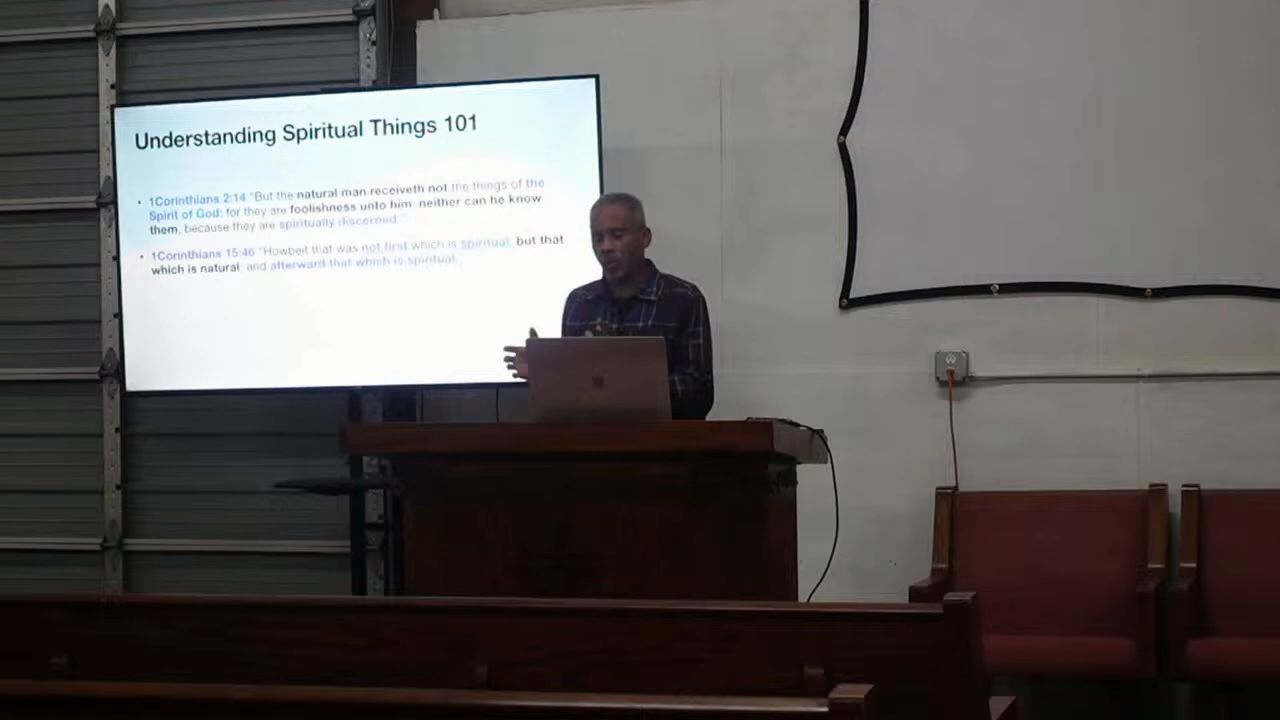 Understanding Spiritual Things 101
• 1Corinthians 2:14 "But the natural man receiveth not the things of the
Spirit of God: for they are foolishness unto him: neither can he know
them, because they are spiritually discerned."
• 1Corinthians 15:46 "Howbeit that was not first which is spiritual, but that
which is natural; and afterward that which is spiritual."